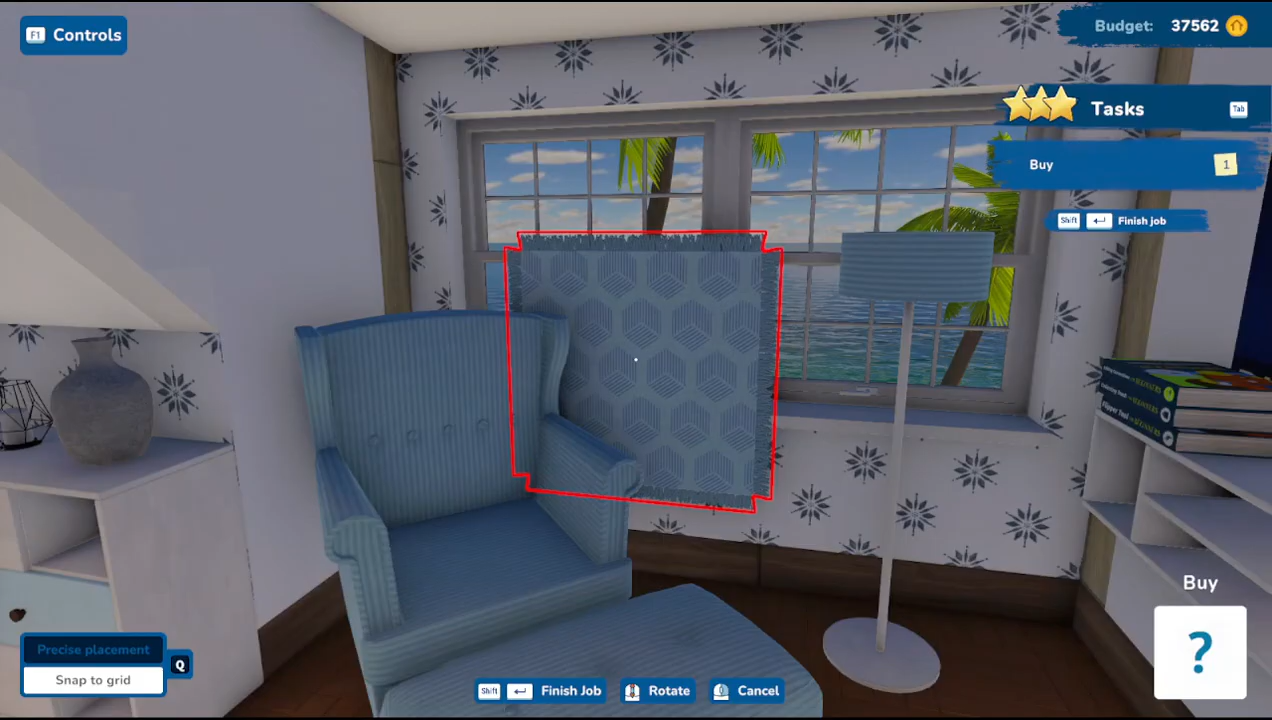 F1 Controls
Budget: 37562
Tasks Tab
Buy 1
Shift Finish job
Buy
?
Precise placement
Q
Snap to grid
Shift Finish Job Rotate Cancel